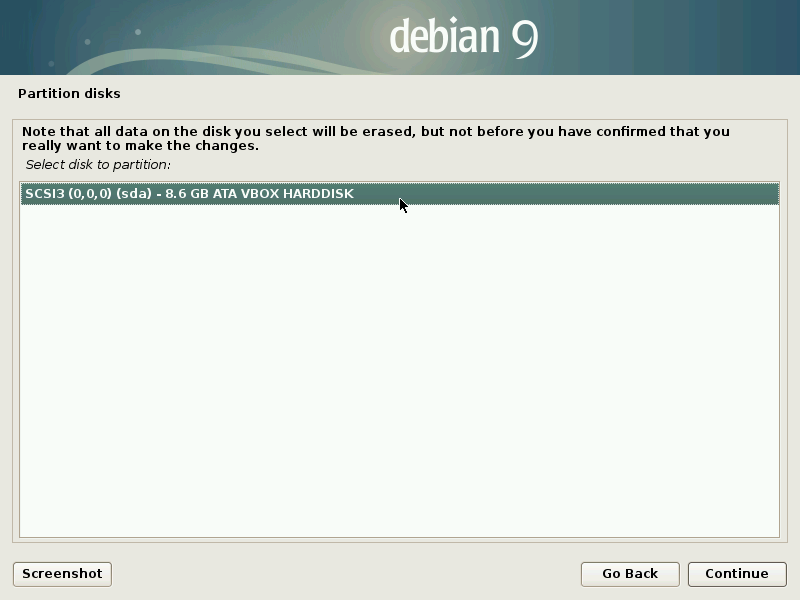 debian 9
Partition disks
Note that all data on the disk you select will be erased, but not before you have confirmed that you
really want to make the changes.
Select disk to partition:
SCSI3 (0,0,0) (sda) - 8.6 GB ATA VBOX HARDDISK
Screenshot
Go Back
Continue